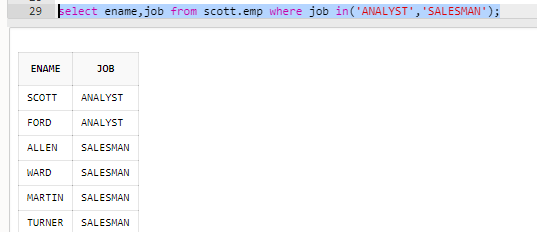 29 select ename,job from scott.emp where job in('ANALYST','SALESMAN');
ENAME JOB
SCOTT ANALYST
FORD ANALYST
ALLEN SALESMAN
WARD SALESMAN
MARTIN SALESMAN
TURNER SALESMAN